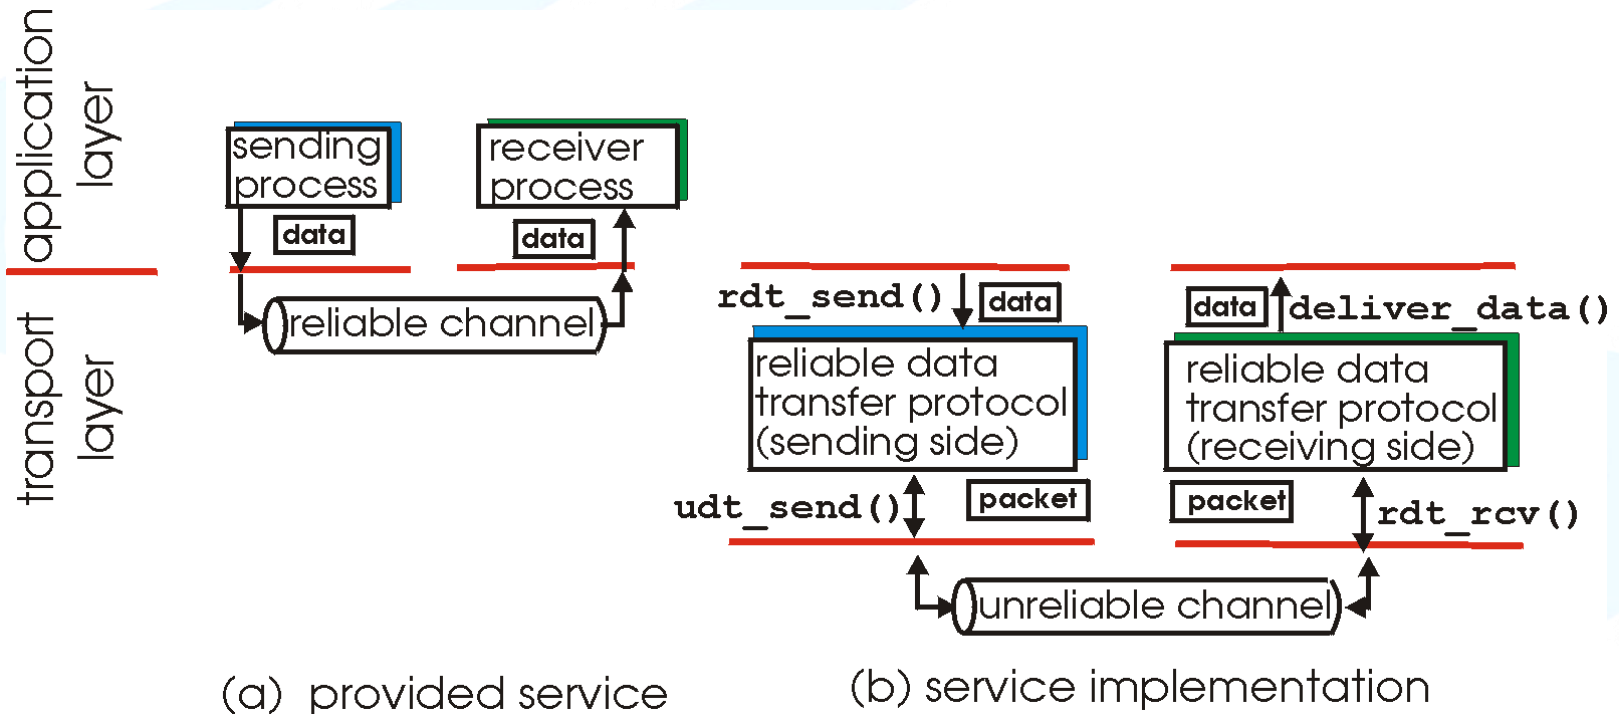 application
layer
transport
layer
sending
process
receiver
process
data
data
reliable channel
(a) provided service
rdt_send()
data
data
deliver_data()
reliable data
transfer protocol
(sending side)
reliable data
transfer protocol
(receiving side)
udt_send()
packet
packet
rdt_rcv()
unreliable channel
(b) service implementation